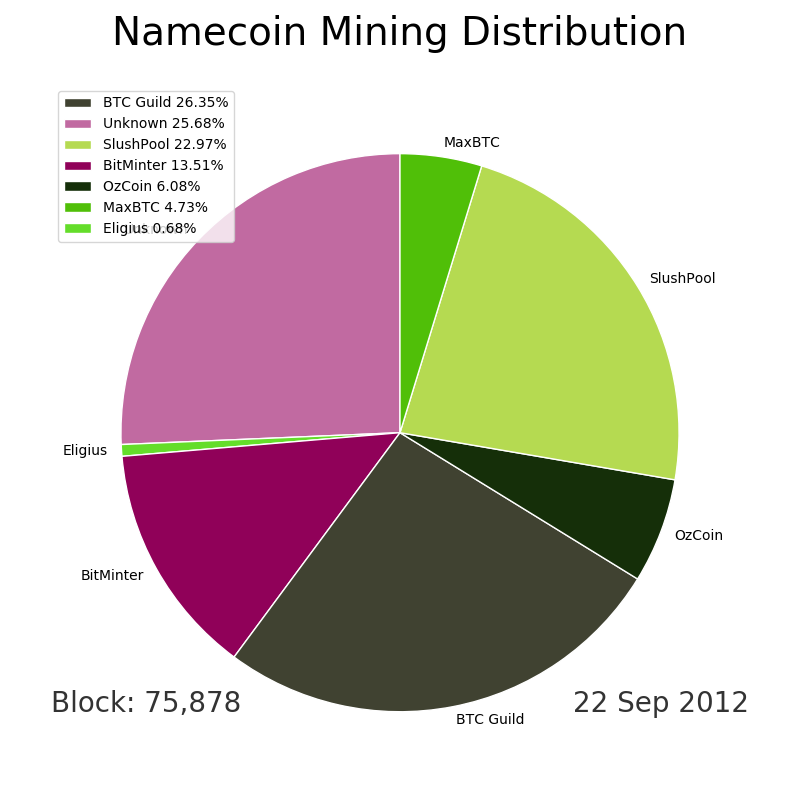 Namecoin Mining Distribution
BTC Guild 26.35%
Unknown 25.68%
SlushPool 22.97%
BitMinter 13.51%
OzCoin 6.08%
MaxBTC 4.73%
Eligius 0.68%
MaxBTC
SlushPool
Eligius
OzCoin
BitMinter
Block: 75,878
22 Sep 2012
BTC Guild